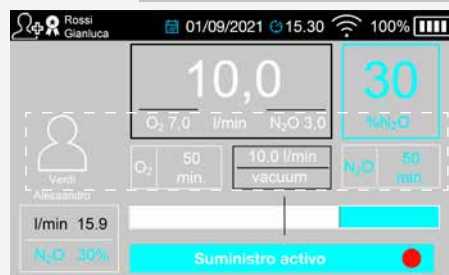 Rossi
Gianluca
01/09/2021 15.30 100%
10,0
O2 7,0 l/min N2O 3,0
30
%N2O
Verdi
Alessandro
O2 50 min.
10,0 l/min
vacuum
N2O 50 min
l/min 15.9
N2O 30%
Suministro activo